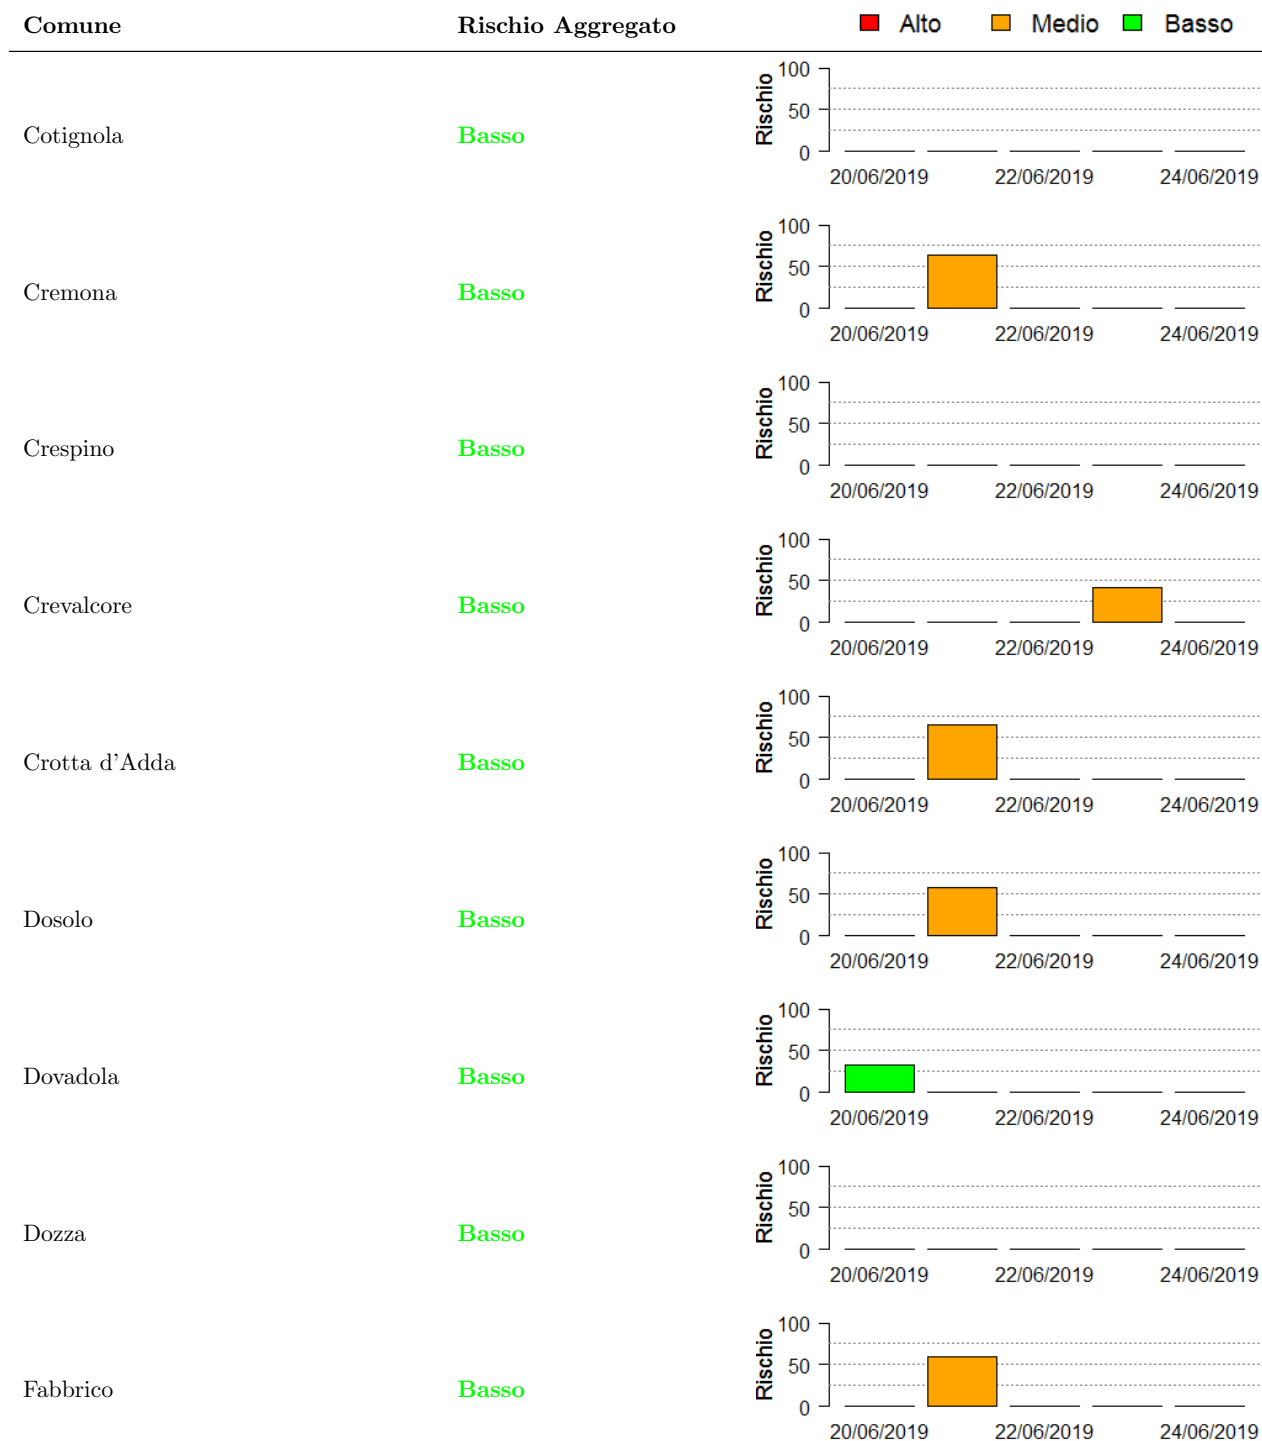 Comune Rischio Aggregato Alto Medio Basso
Cotignola Basso
Rischio
100
50
0
20/06/2019 22/06/2019 24/06/2019
Cremona Basso
Rischio
100
50
0
20/06/2019 22/06/2019 24/06/2019
Crespino Basso
Rischio
100
50
0
20/06/2019 22/06/2019 24/06/2019
Crevalcore Basso
Rischio
100
50
0
20/06/2019 22/06/2019 24/06/2019
Crotta d'Adda Basso
Rischio
100
50
0
20/06/2019 22/06/2019 24/06/2019
Dosolo Basso
Rischio
100
50
0
20/06/2019 22/06/2019 24/06/2019
Dovadola Basso
Rischio
100
50
0
20/06/2019 22/06/2019 24/06/2019
Dozza Basso
Rischio
100
50
0
20/06/2019 22/06/2019 24/06/2019
Fabbrico Basso
Rischio
100
50
0
20/06/2019 22/06/2019 24/06/2019